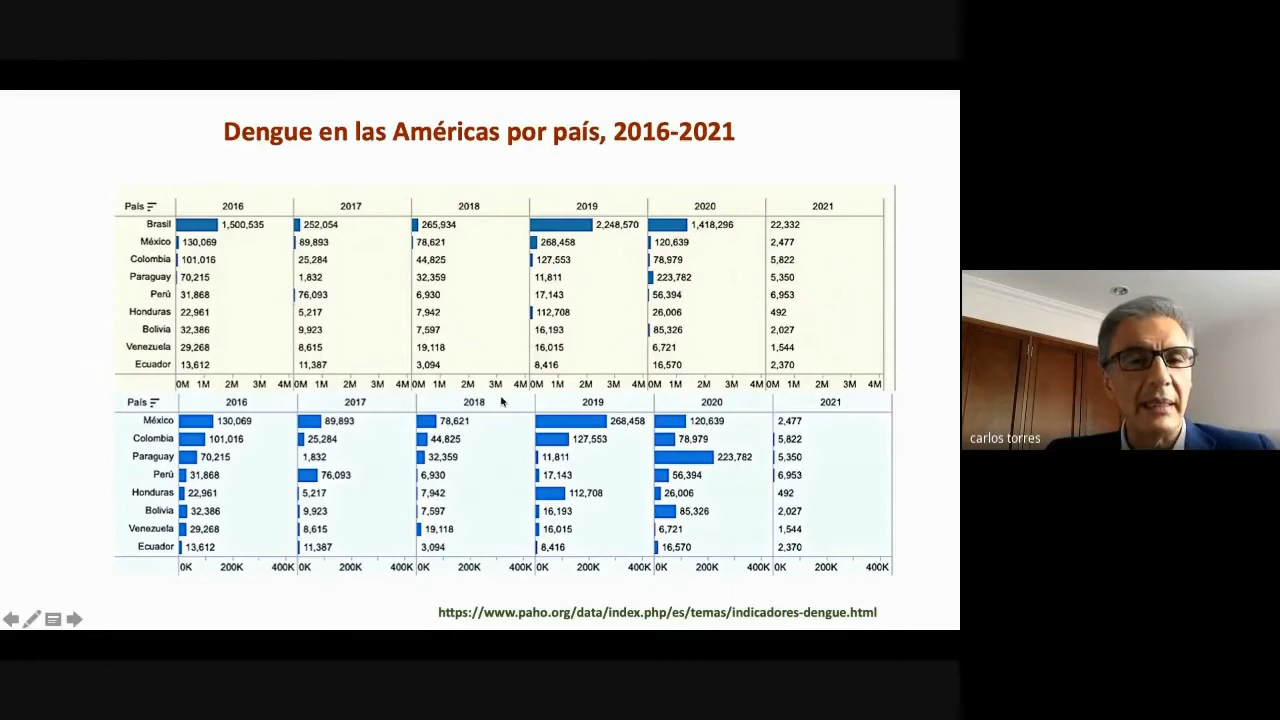 Dengue en las Américas por país, 2016-2021
País 2016 2017 2018 2019 2020 2021
Brasil 1,500,535 252,054 265,934 2,248,570 1,418,296 22,332
México 130,069 89,893 78,621 268,458 120,639 2,477
Colombia 101,016 25,284 44,825 127,553 78,979 5,822
Paraguay 70,215 1,832 32,359 11,811 223,782 5,350
Perú 31,868 76,093 6,930 17,143 56,394 6,953
Honduras 22,961 5,217 7,942 112,708 26,006 492
Bolivia 32,386 9,923 7,597 16,193 85,326 2,027
Venezuela 29,268 8,615 19,118 16,015 6,721 1,544
Ecuador 13,612 11,387 3,094 8,416 16,570 2,370
0M 1M 2M 3M 4M 0M 1M 2M 3M 4M 0M 1M 2M 3M 4M 0M 1M 2M 3M 4M 0M 1M 2M 3M 4M 0M 1M 2M 3M 4M
País 2016 2017 2018 2019 2020 2021
México 130,069 89,893 78,621 268,458 120,639 2,477
Colombia 101,016 25,284 44,825 127,553 78,979 5,822
Paraguay 70,215 1,832 32,359 11,811 223,782 5,350
Perú 31,868 76,093 6,930 17,143 56,394 6,953
Honduras 22,961 5,217 7,942 112,708 26,006 492
Bolivia 32,386 9,923 7,597 16,193 85,326 2,027
Venezuela 29,268 8,615 19,118 16,015 6,721 1,544
Ecuador 13,612 11,387 3,094 8,416 16,570 2,370
0K 200K 400K 0K 200K 400K 0K 200K 400K 0K 200K 400K 0K 200K 400K 0K 200K 400K
https://www.paho.org/data/index.php/es/temas/indicadores-dengue.html
carlos torres